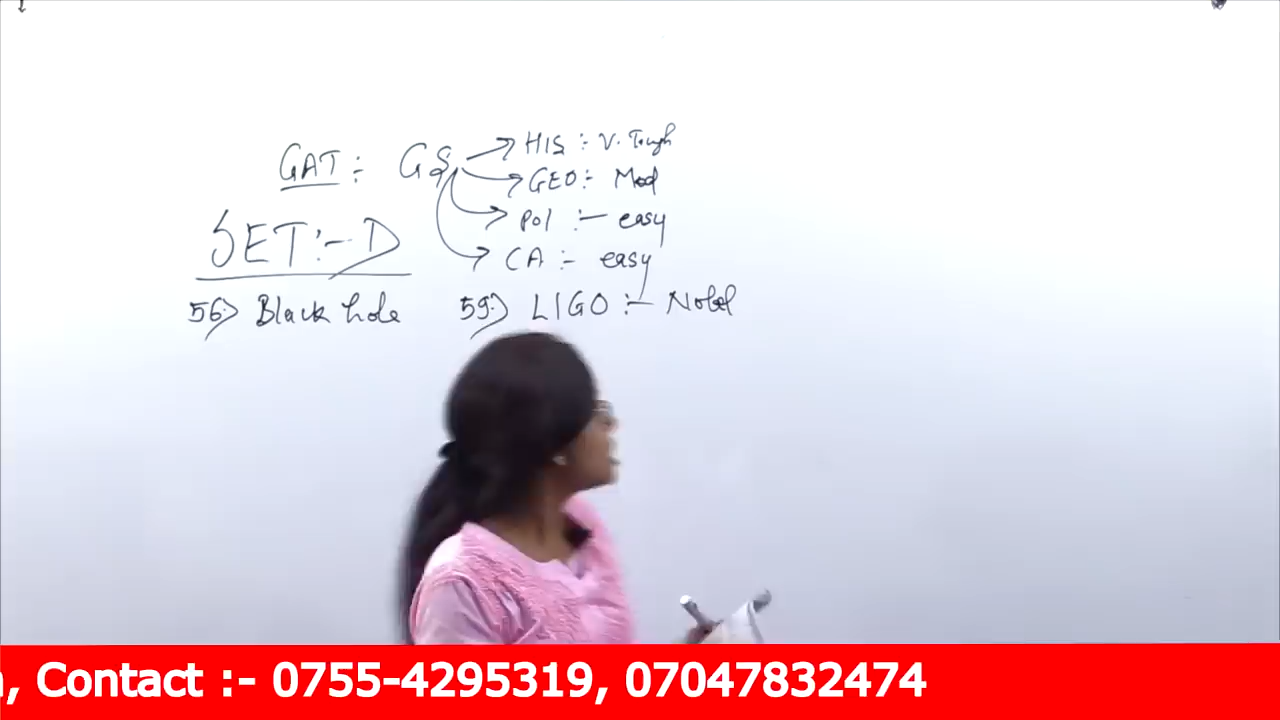 GAT :- GS
HIS :- V. Tough
GEO :- Mod
Pol :- easy
CA :- easy
SET :- D
56) Black hole
59) LIGO :- Nobel
, Contact :- 0755-4295319, 07047832474